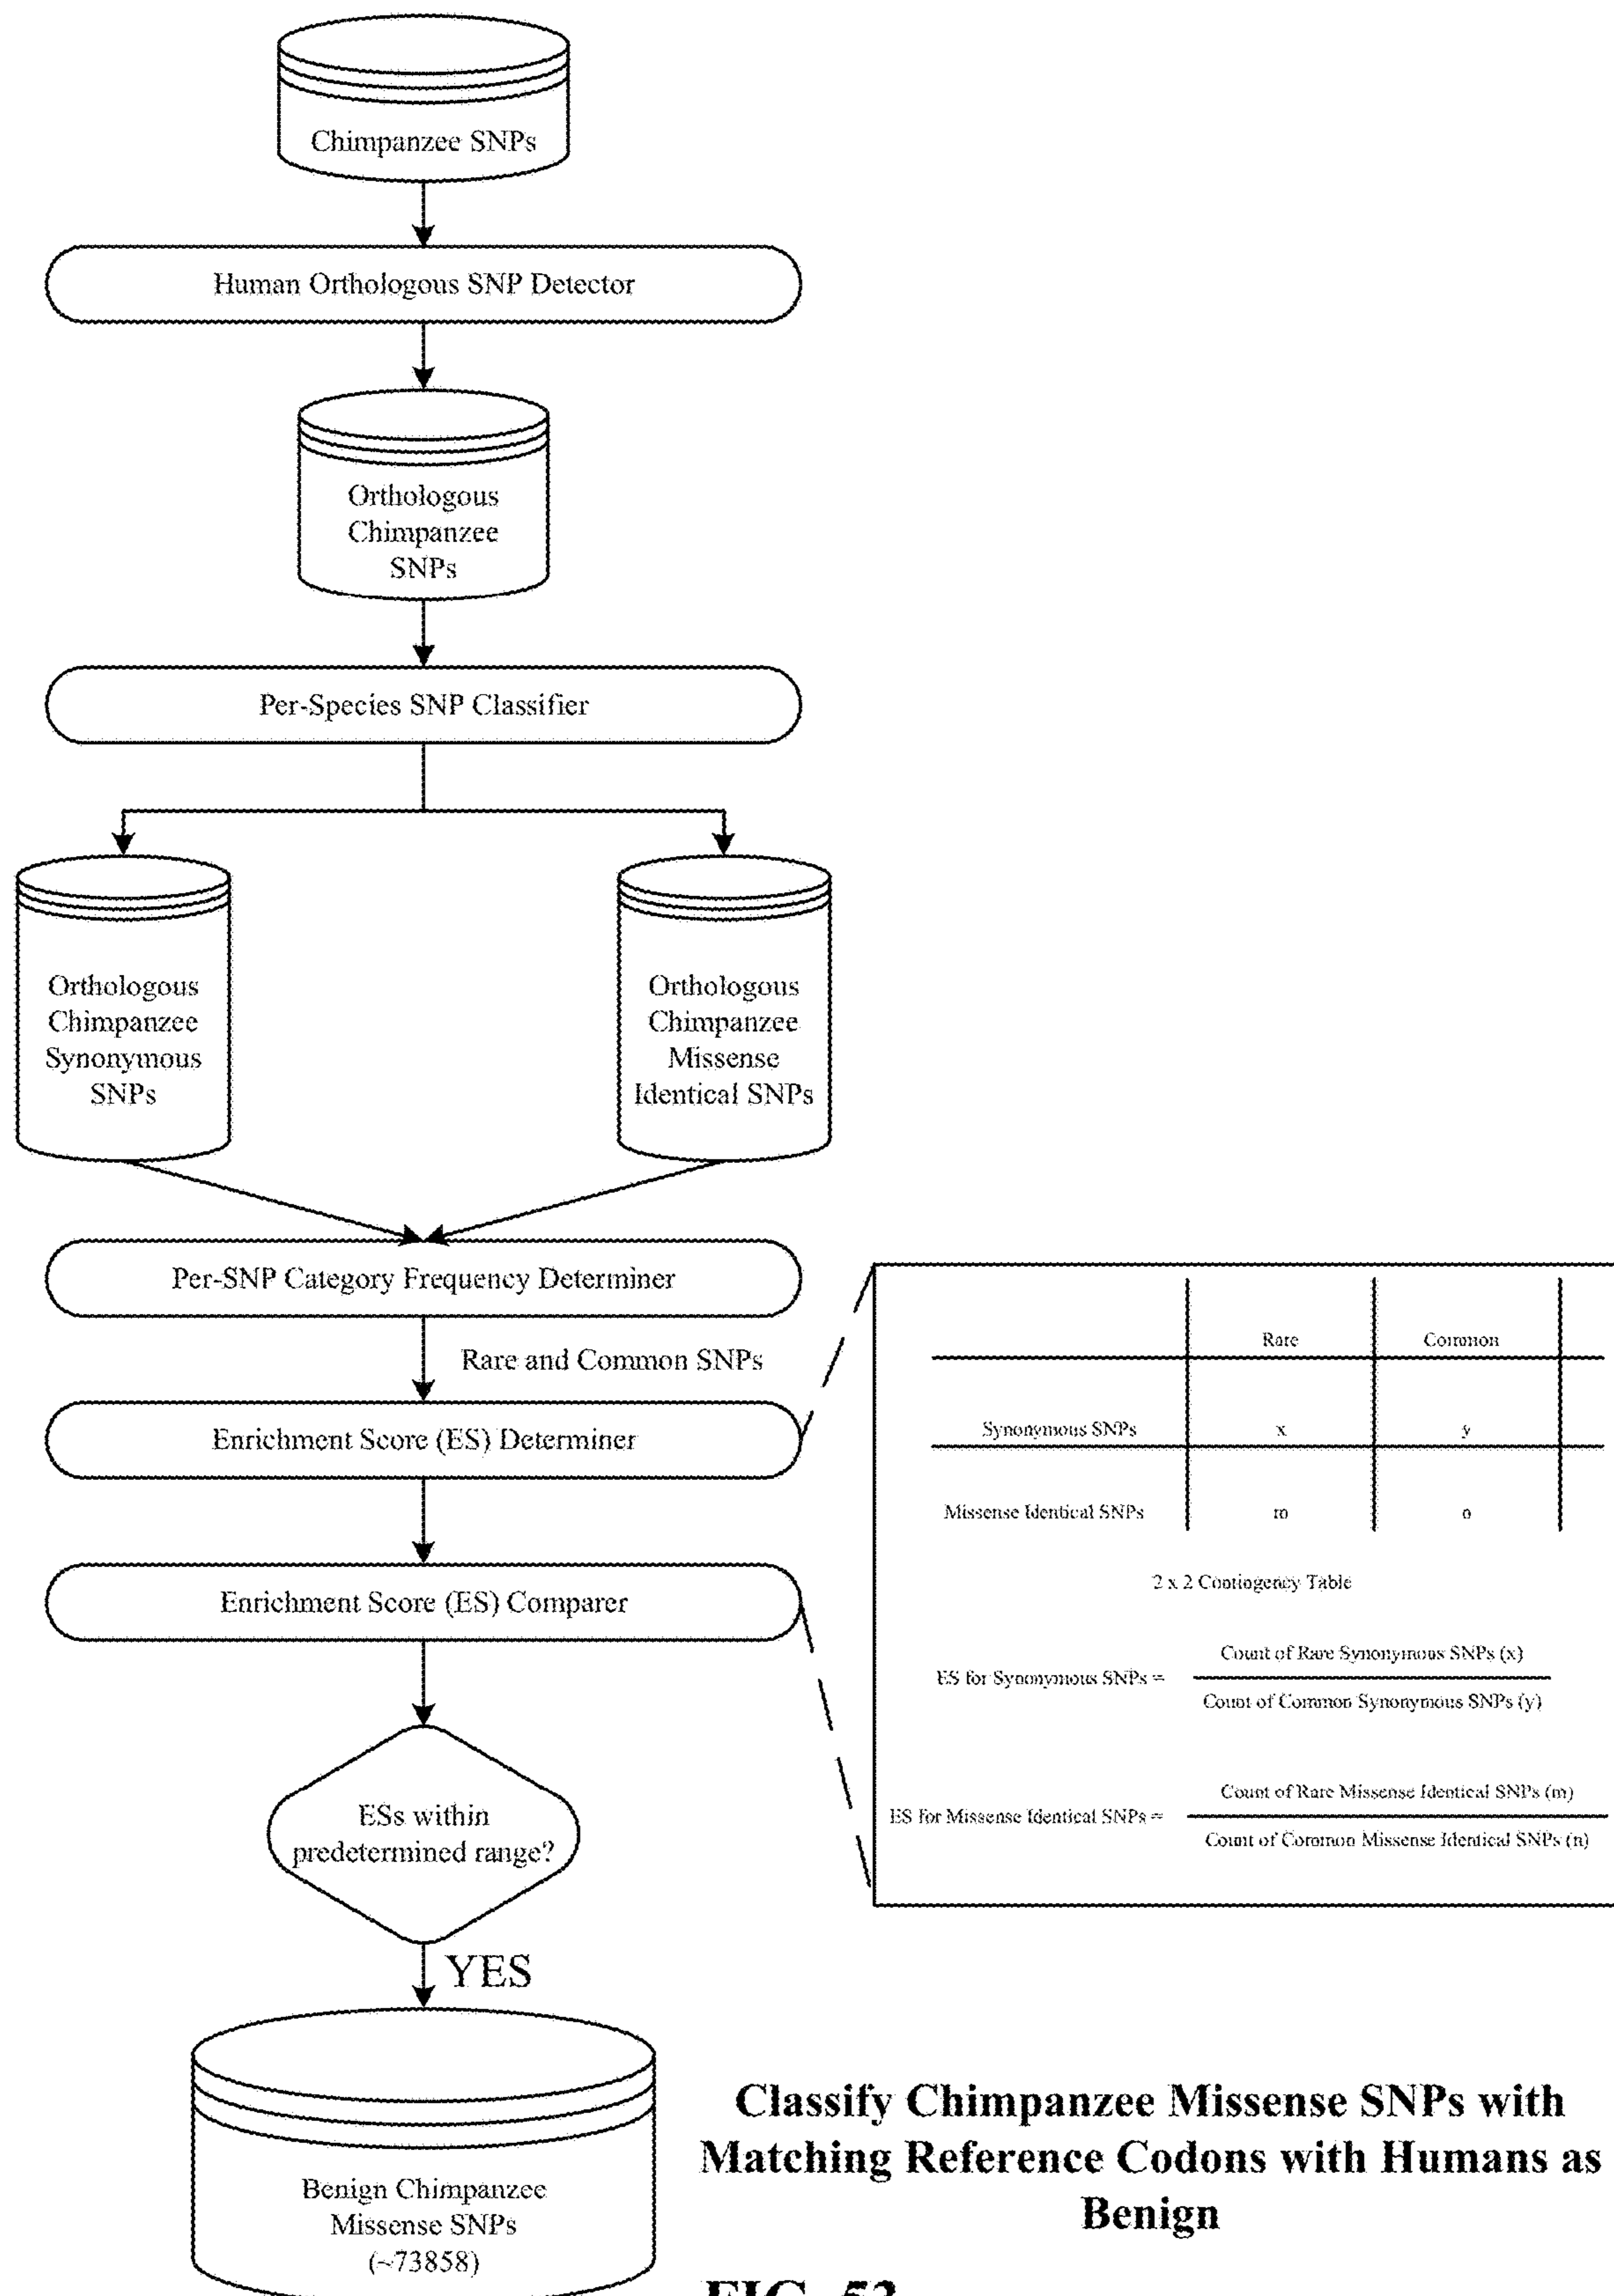 Chimpanzee SNPs
Human Orthologous SNP Detector
Orthologous
Chimpanzee
SNPs
Per-Species SNP Classifier
Orthologous
Chimpanzee
Synonymous
SNPs
Orthologous
Chimpanzee
Missense
Identical SNPs
Per-SNP Category Frequency Determiner
Rare and Common SNPs
Enrichment Score (ES) Determiner
Enrichment Score (ES) Comparer
Rare Common
Synonymous SNPs x y
Missense Identical SNPs m n
2 x 2 Contingency Table
Count of Rare Synonymous SNPs (x)
ES for Synonymous SNPs =
Count of Common Synonymous SNPs (y)
Count of Rare Missense Identical SNPs (m)
ES for Missense Identical SNPs =
Count of Common Missense Identical SNPs (n)
ESs within
predetermined range?
YES
Benign Chimpanzee
Missense SNPs
(~73858)
Classify Chimpanzee Missense SNPs with
Matching Reference Codons with Humans as
Benign
FIG. 53